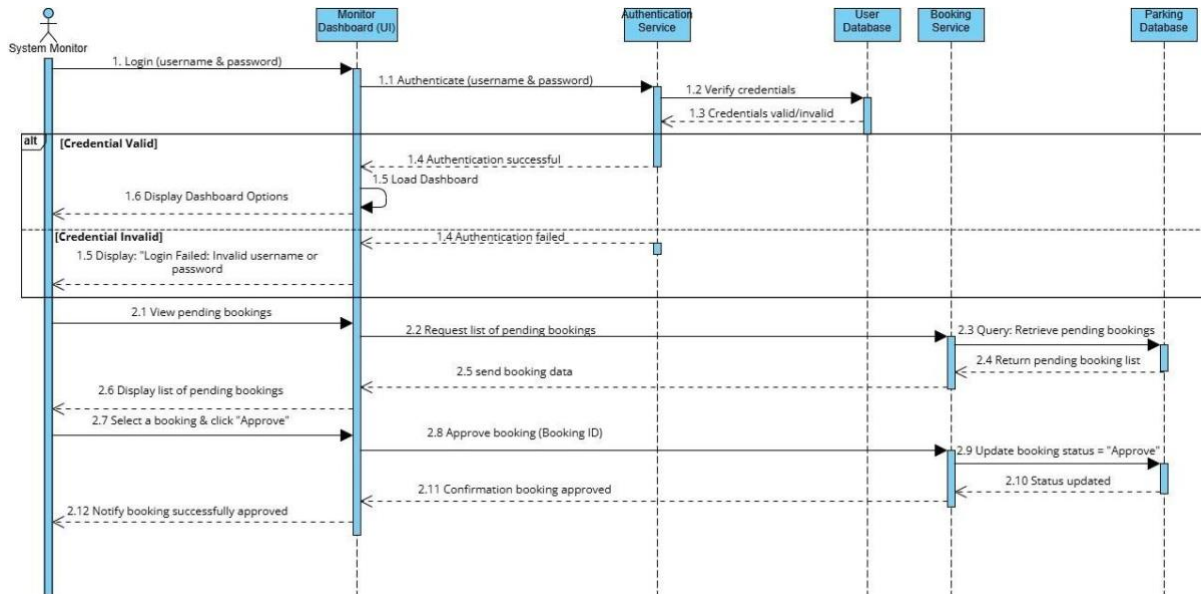 System Monitor
Monitor
Dashboard (UI)
Authentication
Service
User
Database
Booking
Service
Parking
Database
1. Login (username & password)
1.1 Authenticate (username & password)
1.2 Verify credentials
1.3 Credentials valid/invalid
alt
[Credential Valid]
1.4 Authentication successful
1.5 Load Dashboard
1.6 Display Dashboard Options
[Credential Invalid]
1.4 Authentication failed
1.5 Display: "Login Failed: Invalid username or
password
2.1 View pending bookings
2.2 Request list of pending bookings
2.3 Query: Retrieve pending bookings
2.4 Return pending booking list
2.5 send booking data
2.6 Display list of pending bookings
2.7 Select a booking & click "Approve"
2.8 Approve booking (Booking ID)
2.9 Update booking status = "Approve"
2.10 Status updated
2.11 Confirmation booking approved
2.12 Notify booking successfully approved